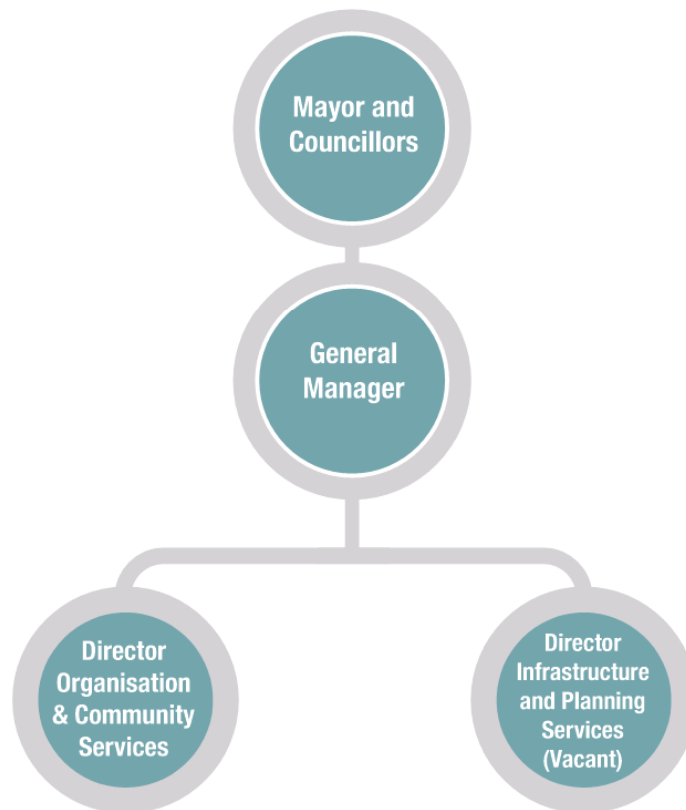 Mayor and
Councillors
General
Manager
Director
Organisation
& Community
Services
Director
Infrastructure
and Planning
Services
(Vacant)